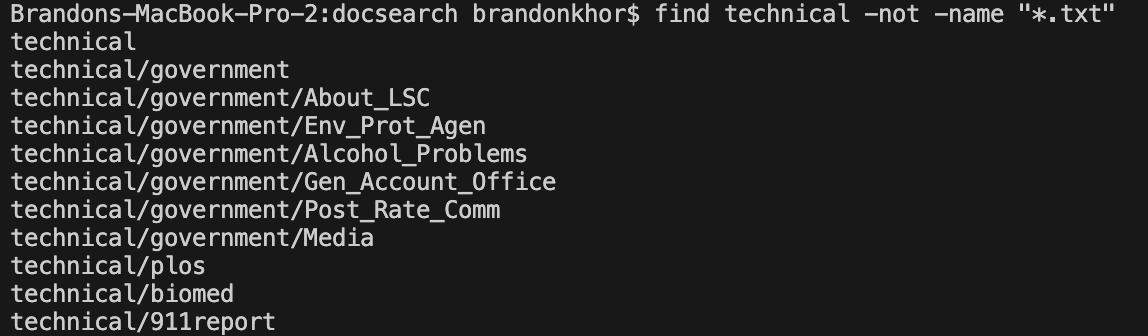 Brandons-MacBook-Pro-2:docsearch brandonkhor$ find technical -not -name "*.txt"
technical
technical/government
technical/government/About_LSC
technical/government/Env_Prot_Agen
technical/government/Alcohol_Problems
technical/government/Gen_Account_Office
technical/government/Post_Rate_Comm
technical/government/Media
technical/plos
technical/biomed
technical/911report